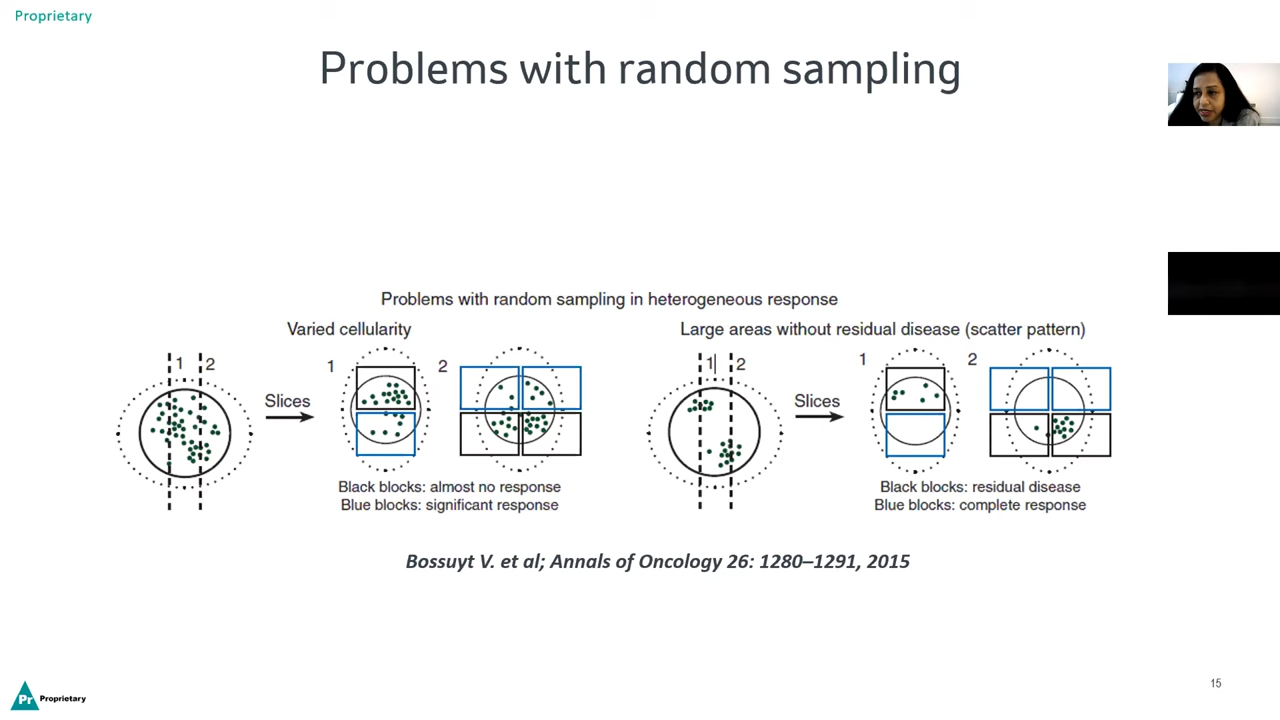 Proprietary
Problems with random sampling
Problems with random sampling in heterogeneous response
Varied cellularity
Large areas without residual disease (scatter pattern)
1 2
Slices
1
2
1 2
Slices
1
2
Black blocks: almost no response
Blue blocks: significant response
Black blocks: residual disease
Blue blocks: complete response
Bossuyt V. et al; Annals of Oncology 26: 1280–1291, 2015
Pr Proprietary
15